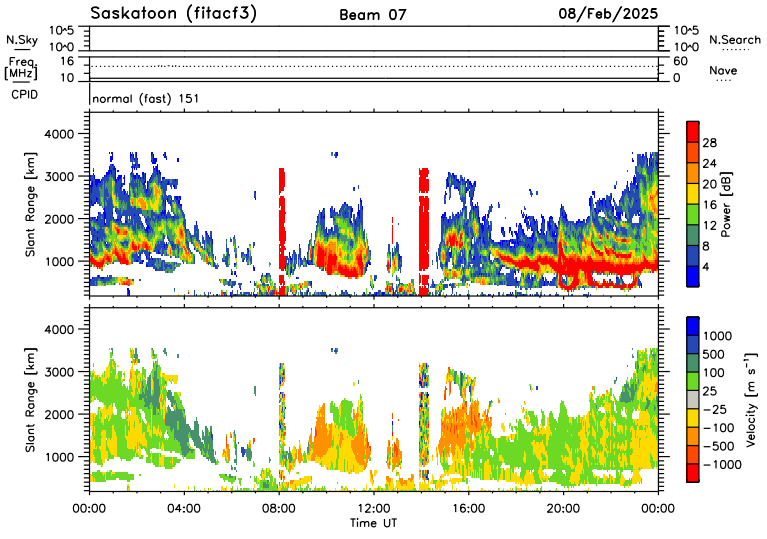 Saskatoon (fitacf3) Beam 07 08/Feb/2025
N.Sky 10^5 10^5 N.Search
10^0 10^0
Freq. 16 60 Nave
[MHz] 10 0
CPID normal (fast) 151
Slant Range [km]
4000
3000
2000
1000
Power [dB]
28
24
20
16
12
8
4
Slant Range [km]
4000
3000
2000
1000
Velocity [m s⁻¹]
1000
500
100
25
−25
−100
−500
−1000
00:00 04:00 08:00 12:00 16:00 20:00 00:00
Time UT